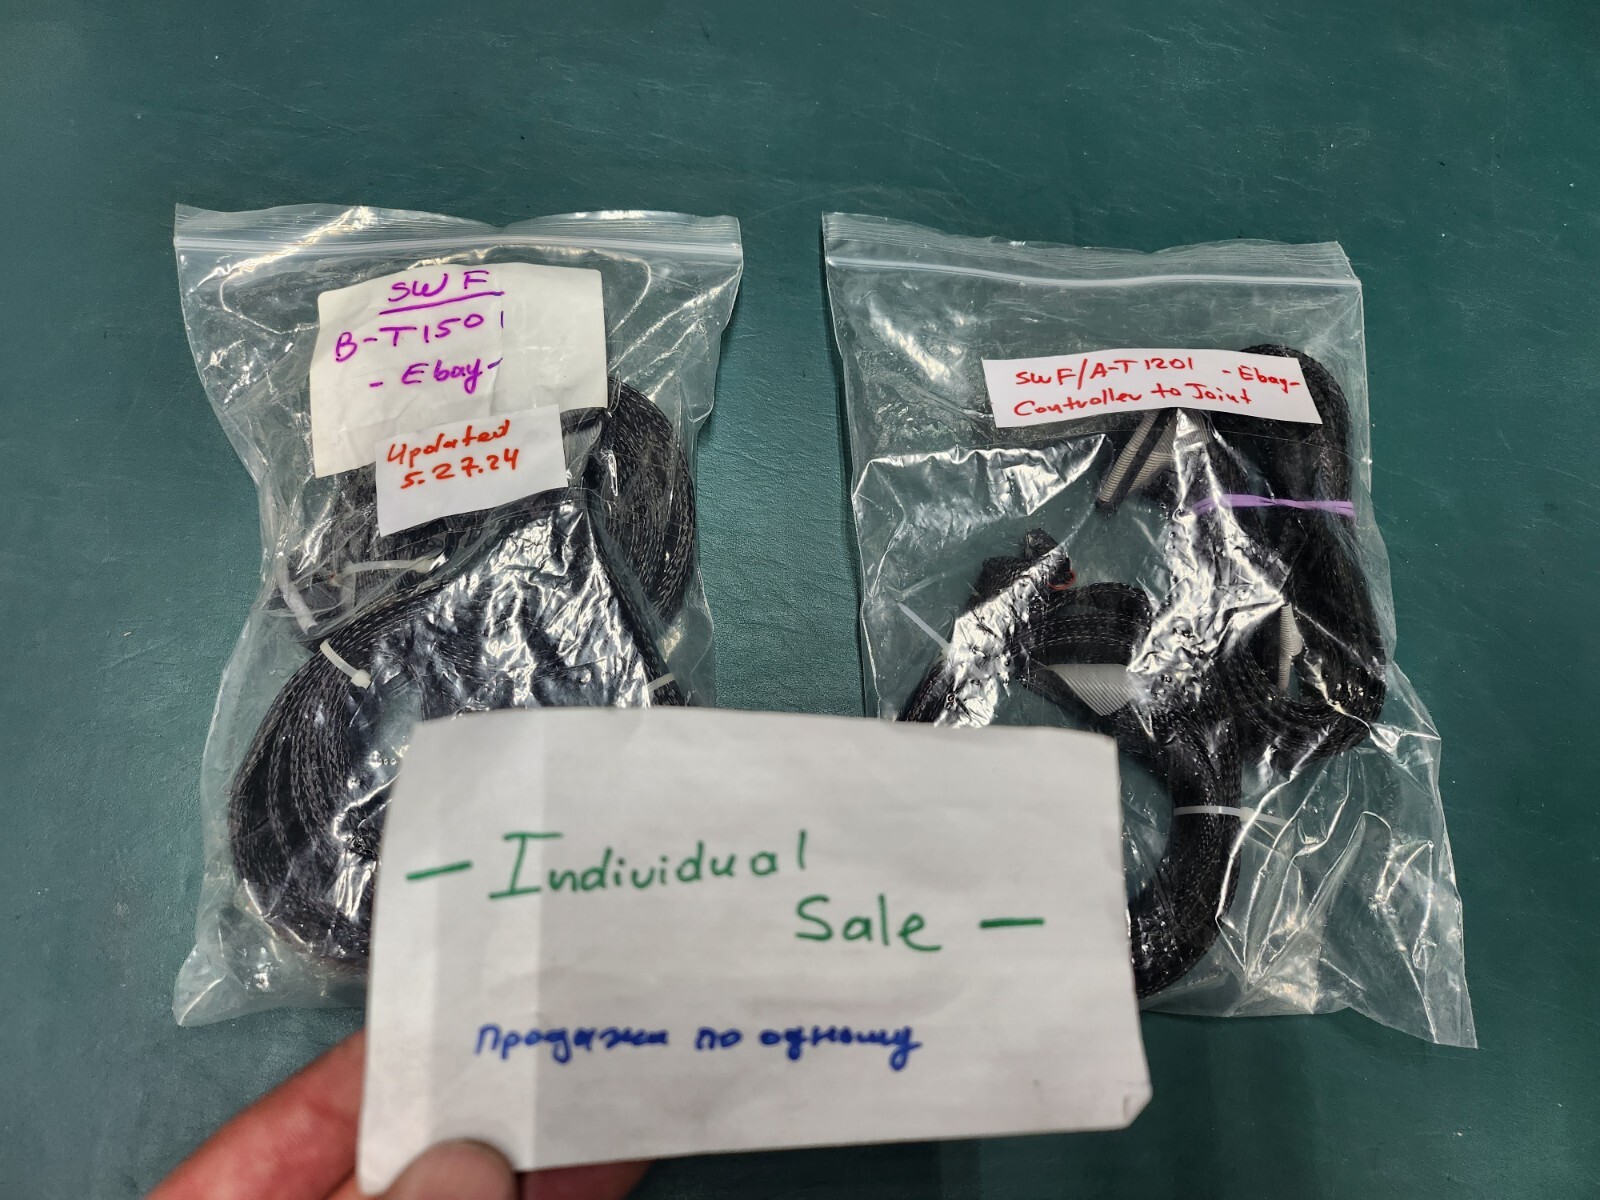 SWF
B-T1501
- Ebay-
Updated
5.27.24
SWF/A-T1201 -Ebay-
Controller to Joint
- Individual
Sale -
продажа по одному